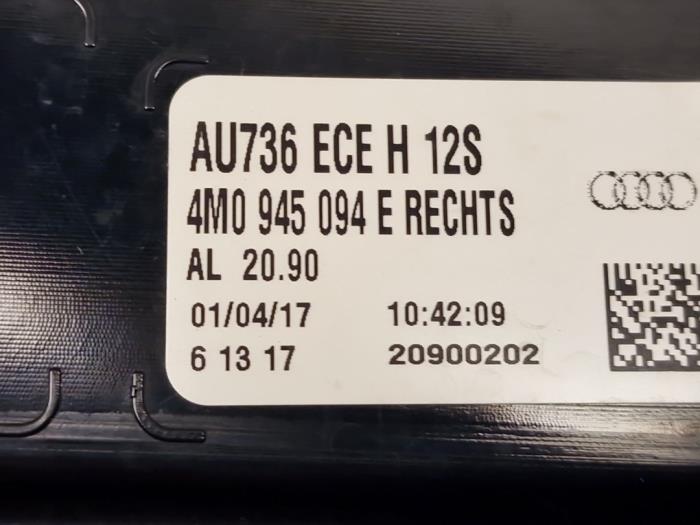 AU736 ECE H 12S
4M0 945 094 E RECHTS
AL 20.90
01/04/17 10:42:09
6 13 17 20900202